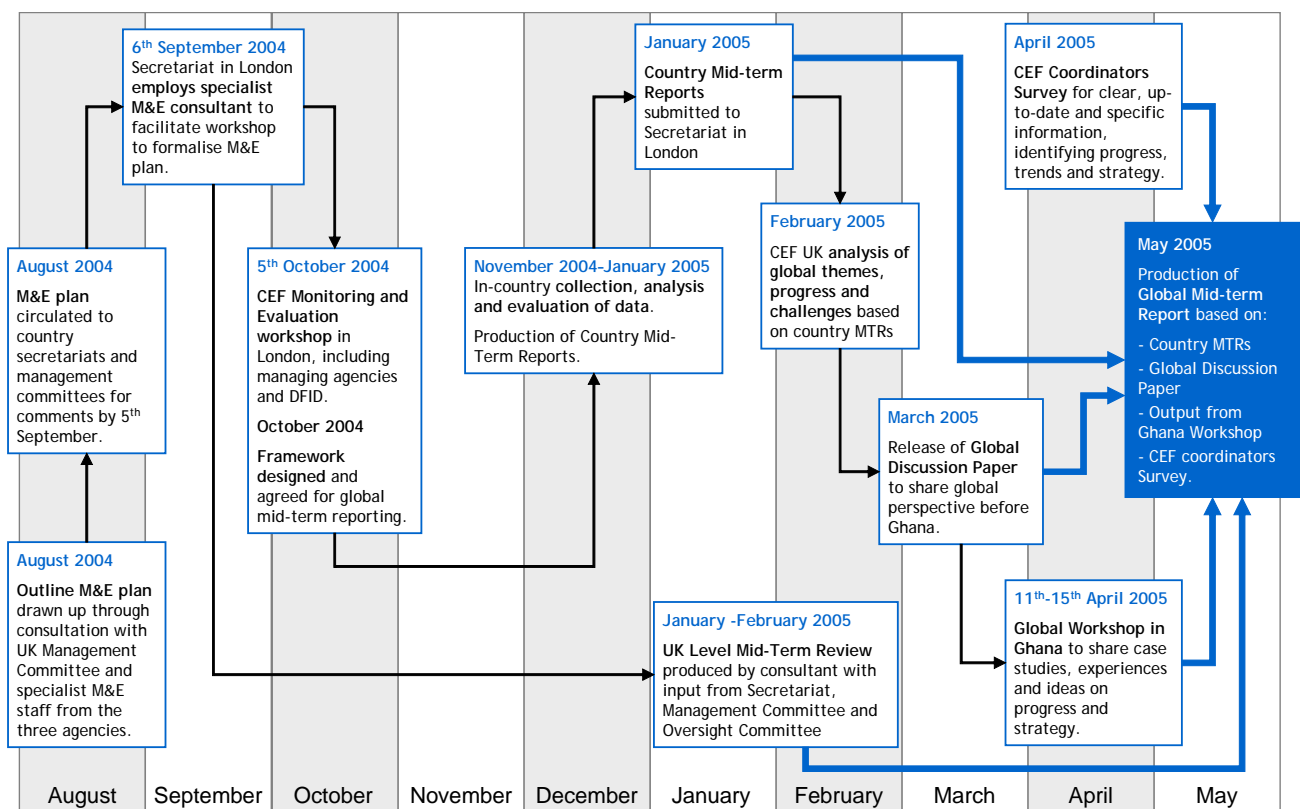 6th September 2004
Secretariat in London
employs specialist
M&E consultant to
facilitate workshop
to formalise M&E
plan.
January 2005
Country Mid-term
Reports
submitted to
Secretariat in
London
April 2005
CEF Coordinators
Survey for clear, up-
to-date and specific
information,
identifying progress,
trends and strategy.
August 2004
M&E plan
circulated to
country
secretariats and
management
committees for
comments by 5th
September.
5th October 2004
CEF Monitoring and
Evaluation
workshop in
London, including
managing agencies
and DFID.
October 2004
Framework
designed and
agreed for global
mid-term reporting.
November 2004-January 2005
In-country collection, analysis
and evaluation of data.
Production of Country Mid-
Term Reports.
February 2005
CEF UK analysis of
global themes,
progress and
challenges based
on country MTRs
May 2005
Production of
Global Mid-term
Report based on:
- Country MTRs
- Global Discussion
Paper
- Output from
Ghana Workshop
- CEF coordinators
Survey.
March 2005
Release of Global
Discussion Paper
to share global
perspective before
Ghana.
August 2004
Outline M&E plan
drawn up through
consultation with
UK Management
Committee and
specialist M&E
staff from the
three agencies.
January -February 2005
UK Level Mid-Term Review
produced by consultant with
input from Secretariat,
Management Committee and
Oversight Committee
11th-15th April 2005
Global Workshop in
Ghana to share case
studies, experiences
and ideas on
progress and
strategy.
August September October November December January February March April May